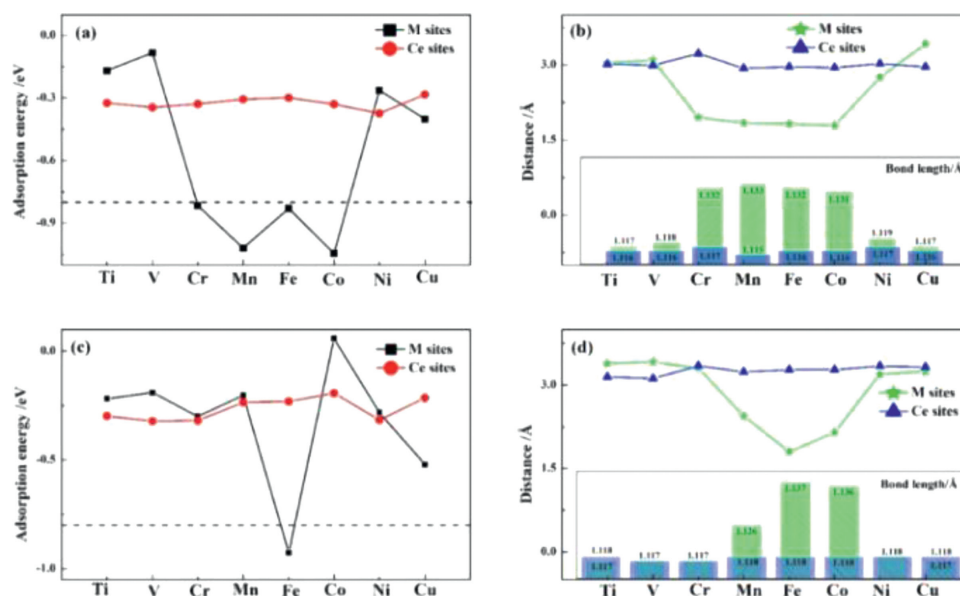 (a)
M sites
Ce sites
Adsorption energy /eV
0.0
-0.3
-0.6
-0.9
Ti V Cr Mn Fe Co Ni Cu
(b)
M sites
Ce sites
Distance /Å
3.0
1.5
0.0
Bond length/Å
1.132 1.133 1.132 1.131
1.117 1.118 1.119 1.117
1.116 1.116 1.117 1.115 1.116 1.116 1.117 1.116
Ti V Cr Mn Fe Co Ni Cu
(c)
M sites
Ce sites
Adsorption energy /eV
0.0
-0.5
-1.0
Ti V Cr Mn Fe Co Ni Cu
(d)
M sites
Ce sites
Distance /Å
3.0
1.5
0.0
Bond length/Å
1.126 1.137 1.136
1.118 1.117 1.117 1.118 1.118
1.117 1.118 1.118 1.118 1.117
Ti V Cr Mn Fe Co Ni Cu